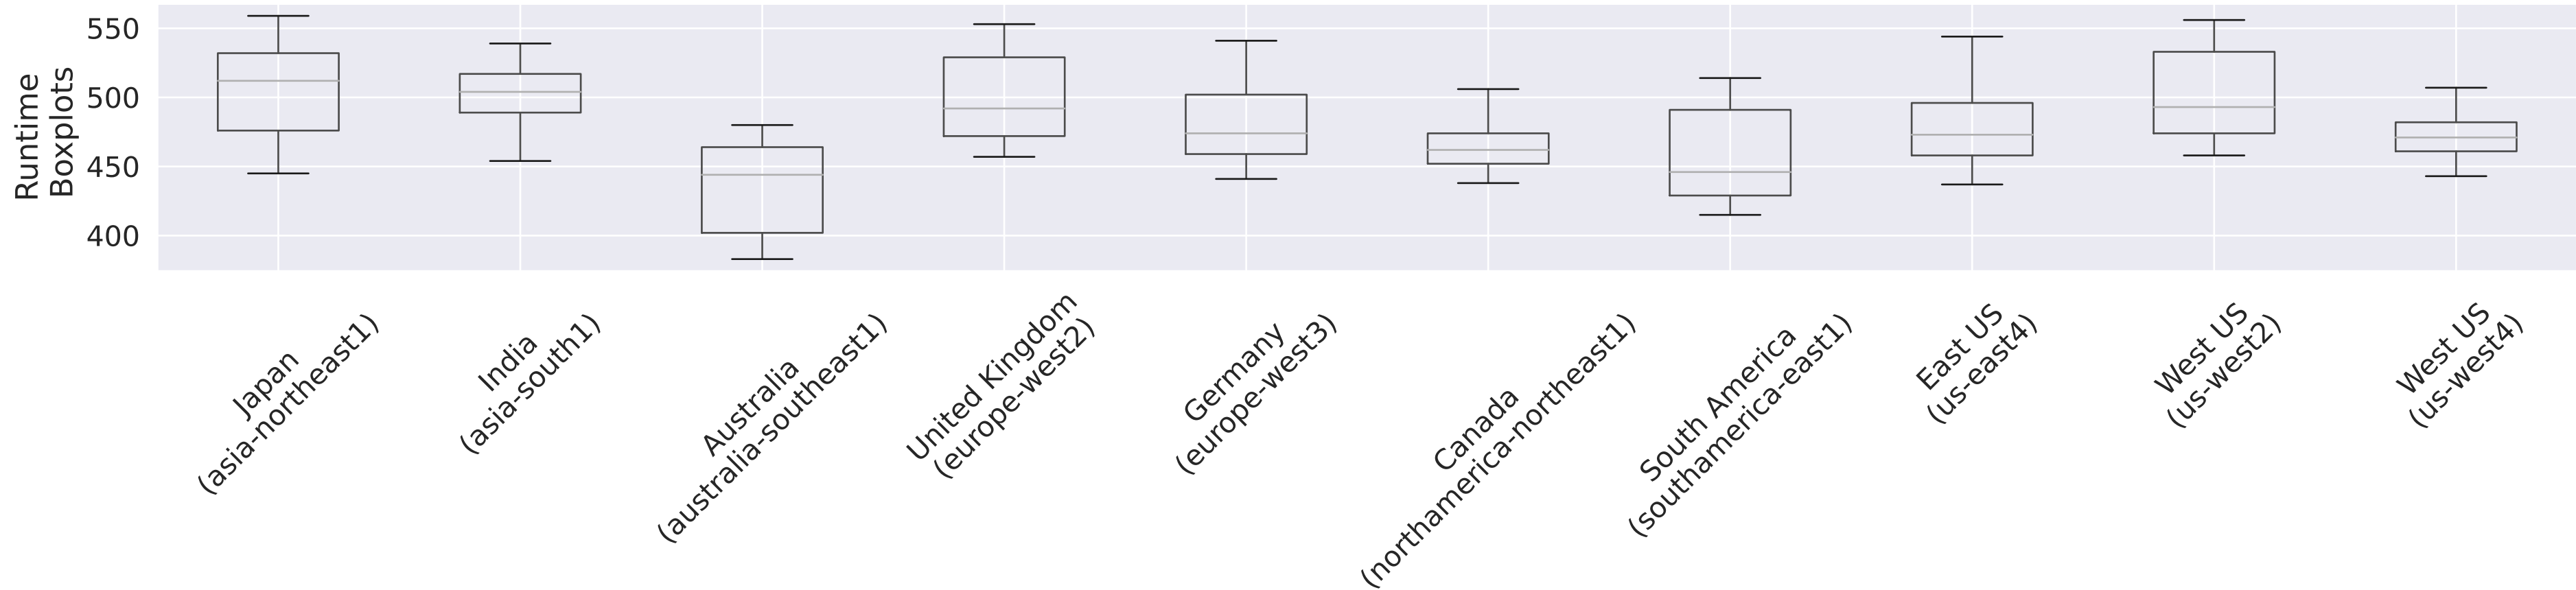 Runtime
Boxplots
550
500
450
400
Japan
(asia-northeast1)
India
(asia-south1)
Australia
(australia-southeast1)
United Kingdom
(europe-west2)
Germany
(europe-west3)
Canada
(northamerica-northeast1)
South America
(southamerica-east1)
East US
(us-east4)
West US
(us-west2)
West US
(us-west4)